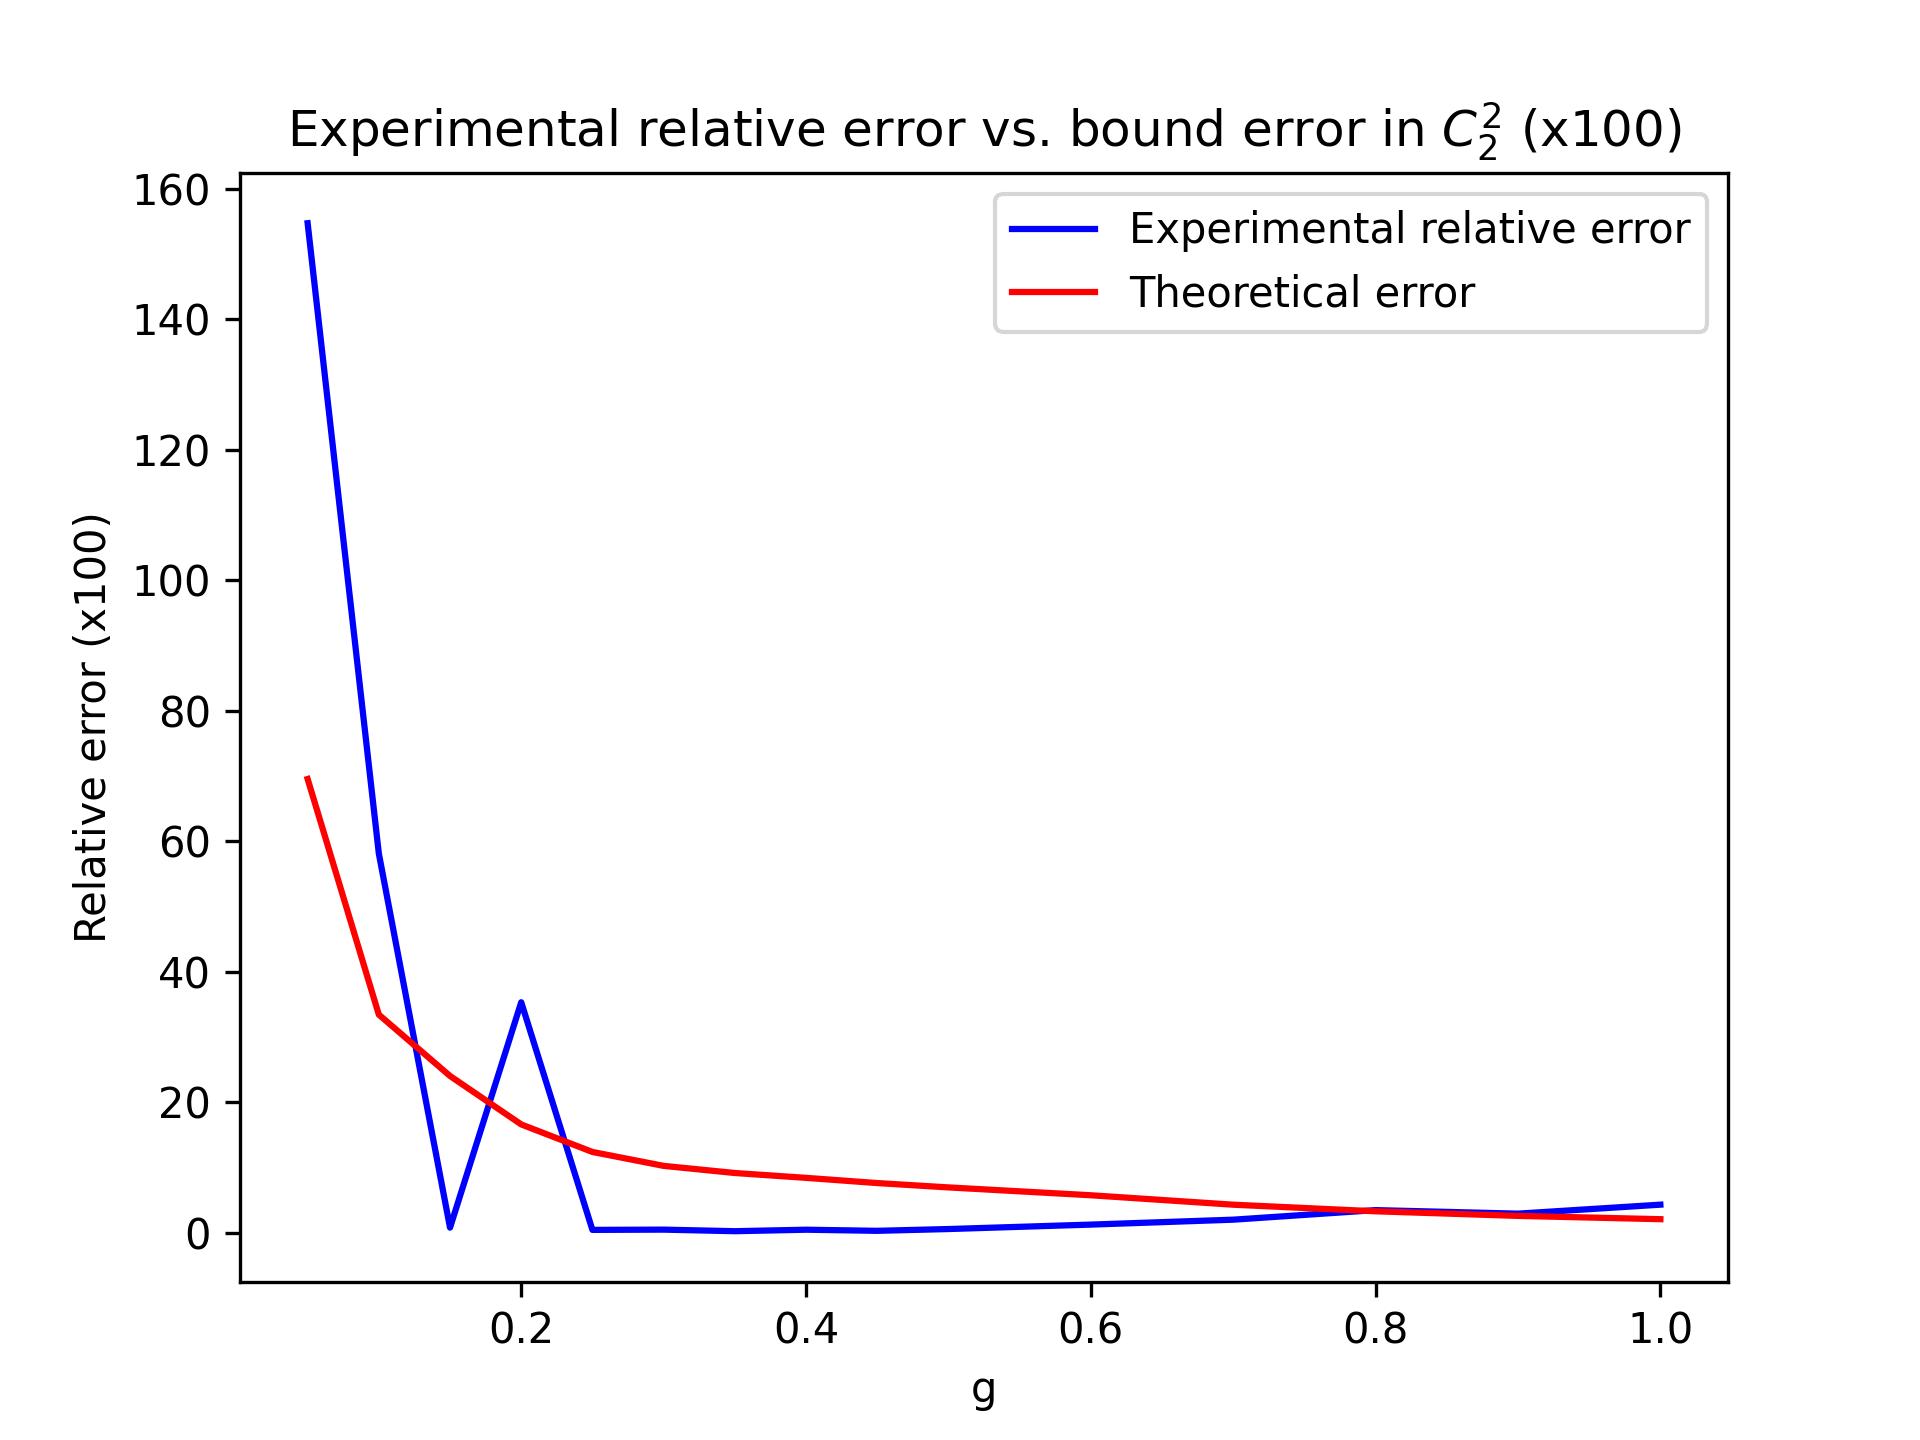 Experimental relative error vs. bound error in $C_2^2$ (x100)
Experimental relative error
Theoretical error
Relative error (x100)
160
140
120
100
80
60
40
20
0
0.2 0.4 0.6 0.8 1.0
g